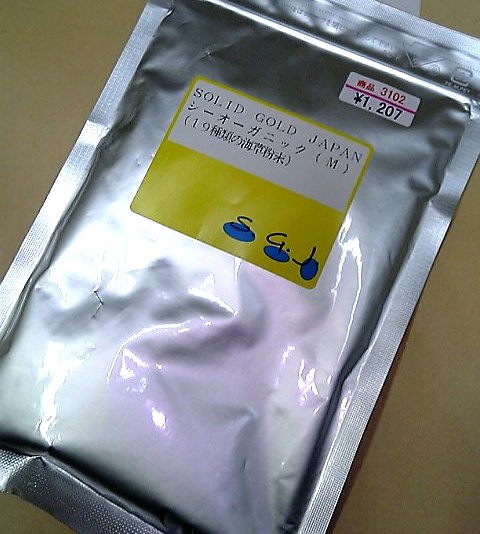 商品 3102
¥1,207
SOLID GOLD JAPAN
シーオーガニック(M)
(19種類の海草粉末)
S G.J